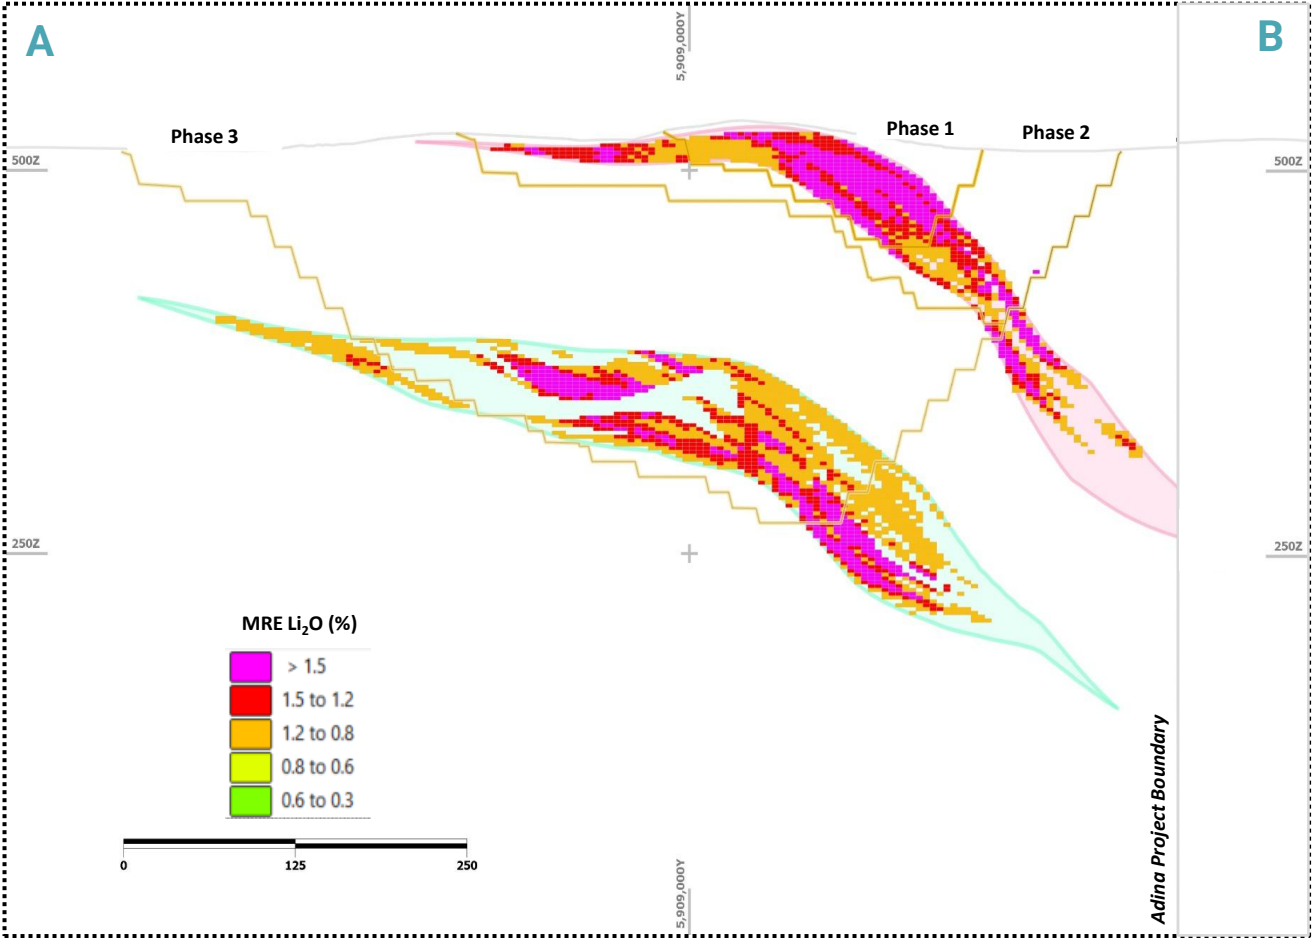 A
B
5,909,000Y
Phase 3
Phase 1
Phase 2
500Z
500Z
250Z
250Z
MRE Li₂O (%)
> 1.5
1.5 to 1.2
1.2 to 0.8
0.8 to 0.6
0.6 to 0.3
0
125
250
5,909,000Y
Adina Project Boundary